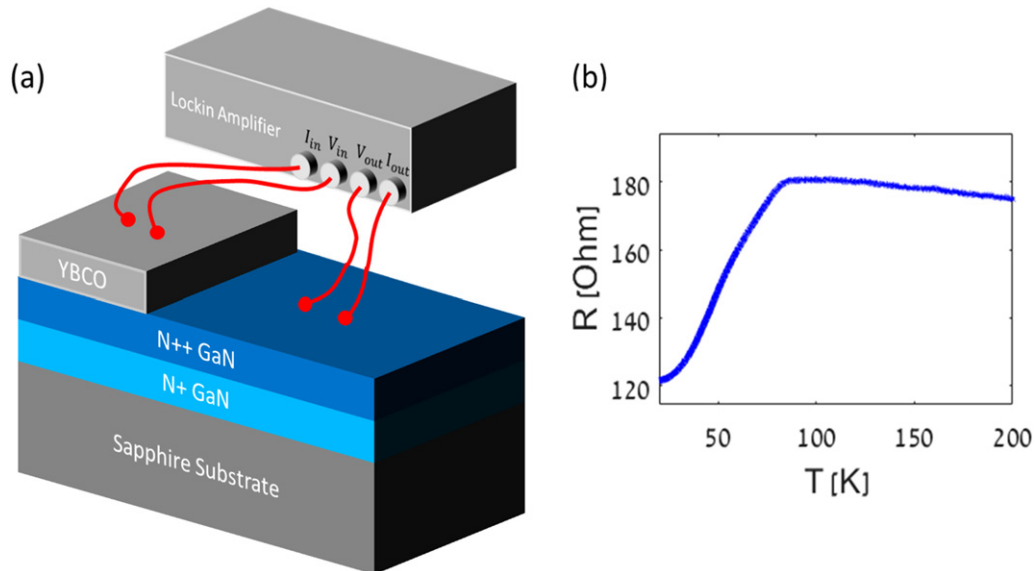 (a)
Lockin Amplifier
I_in V_in V_out I_out
YBCO
N++ GaN
N+ GaN
Sapphire Substrate
(b)
R [Ohm]
180
160
140
120
50 100 150 200
T [K]